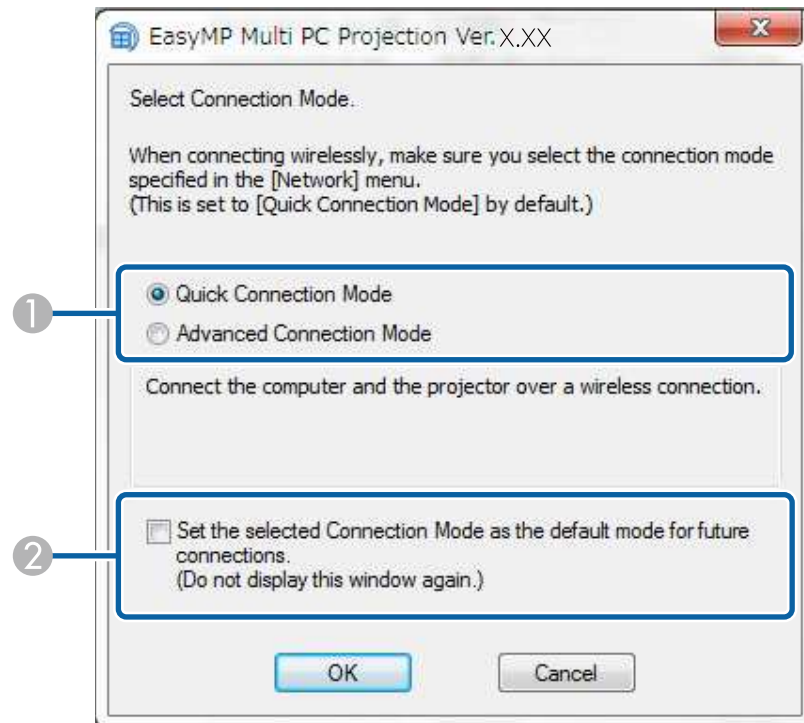 EasyMP Multi PC Projection Ver.X.XX
Select Connection Mode.
When connecting wirelessly, make sure you select the connection mode
specified in the [Network] menu.
(This is set to [Quick Connection Mode] by default.)
1
Quick Connection Mode
Advanced Connection Mode
Connect the computer and the projector over a wireless connection.
2
Set the selected Connection Mode as the default mode for future
connections.
(Do not display this window again.)
OK
Cancel